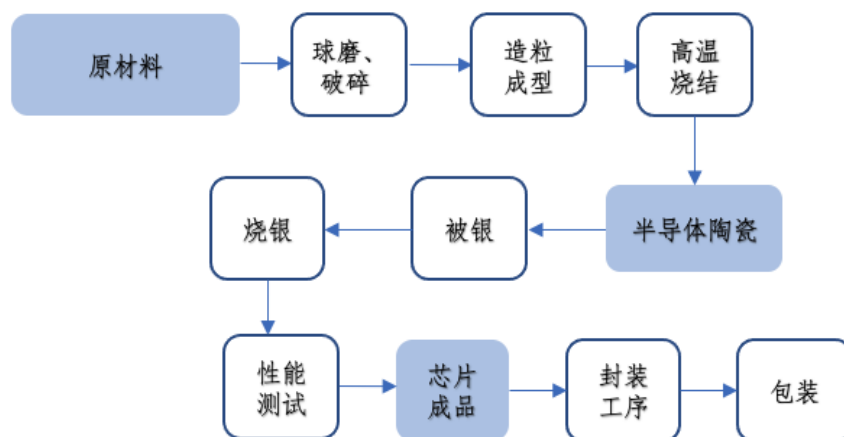 原材料
球磨、
破碎
造粒
成型
高温
烧结
半导体陶瓷
被银
烧银
性能
测试
芯片
成品
封装
工序
包装